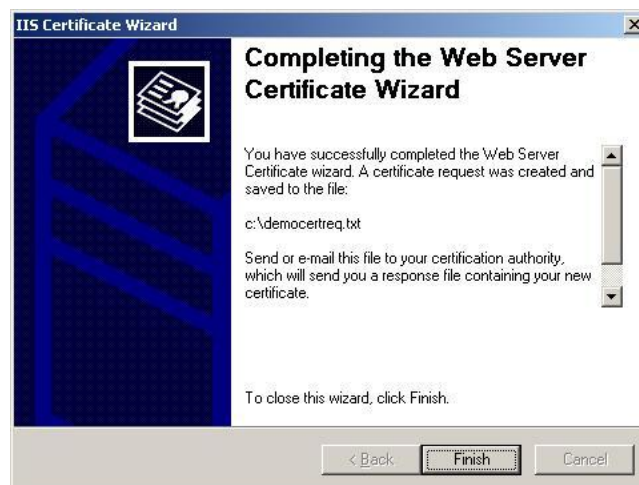 IIS Certificate Wizard
Completing the Web Server
Certificate Wizard
You have successfully completed the Web Server
Certificate wizard. A certificate request was created and
saved to the file:
c:\democertreq.txt
Send or e-mail this file to your certification authority,
which will send you a response file containing your new
certificate.
To close this wizard, click Finish.
< Back
Finish
Cancel